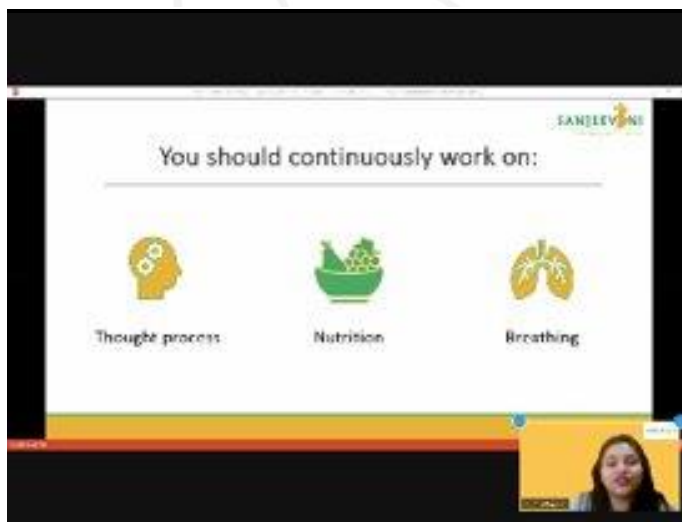 SANJEEVANI
You should continuously work on:
Thought process
Nutrition
Breathing